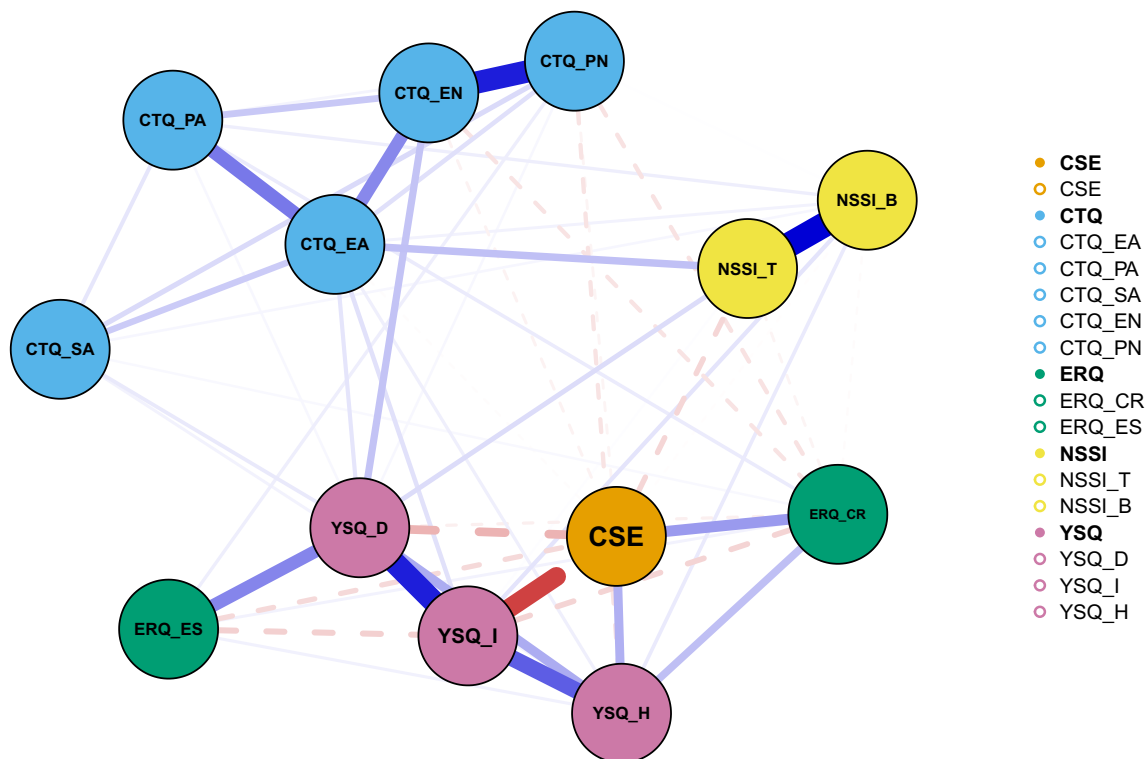 CTQ_PN
CTQ_EN
CTQ_PA
NSSI_B
CTQ_EA
NSSI_T
CTQ_SA
YSQ_D
CSE
ERQ_CR
ERQ_ES
YSQ_I
YSQ_H
CSE
CSE
CTQ
CTQ_EA
CTQ_PA
CTQ_SA
CTQ_EN
CTQ_PN
ERQ
ERQ_CR
ERQ_ES
NSSI
NSSI_T
NSSI_B
YSQ
YSQ_D
YSQ_I
YSQ_H